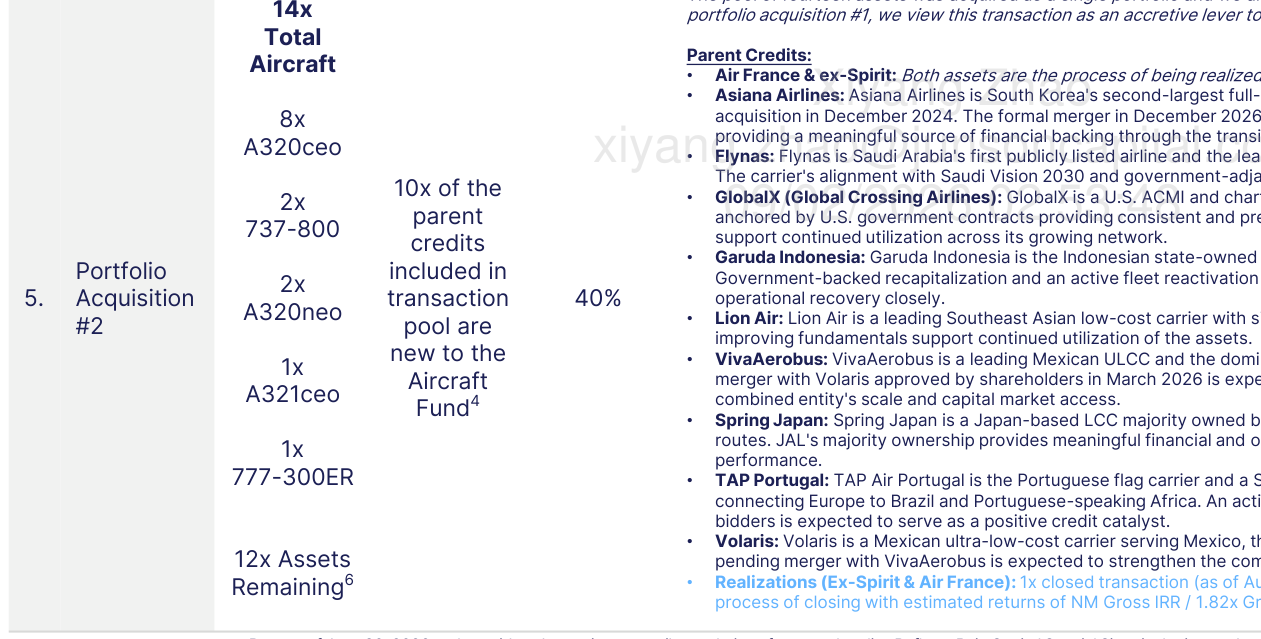 14x
Total
Aircraft
8x
A320ceo
2x
737-800
2x
A320neo
1x
A321ceo
1x
777-300ER
12x Assets
Remaining6
5.
Portfolio
Acquisition
#2
10x of the
parent
credits
included in
transaction
pool are
new to the
Aircraft
Fund4
40%
portfolio acquisition #1, we view this transaction as an accretive lever to
Parent Credits:
• Air France & ex-Spirit: Both assets are the process of being realized
• Asiana Airlines: Asiana Airlines is South Korea's second-largest full-
acquisition in December 2024. The formal merger in December 2026
providing a meaningful source of financial backing through the transi
• Flynas: Flynas is Saudi Arabia's first publicly listed airline and the lea
The carrier's alignment with Saudi Vision 2030 and government-adja
• GlobalX (Global Crossing Airlines): GlobalX is a U.S. ACMI and char
anchored by U.S. government contracts providing consistent and pre
support continued utilization across its growing network.
• Garuda Indonesia: Garuda Indonesia is the Indonesian state-owned
Government-backed recapitalization and an active fleet reactivation
operational recovery closely.
• Lion Air: Lion Air is a leading Southeast Asian low-cost carrier with s
improving fundamentals support continued utilization of the assets.
• VivaAerobus: VivaAerobus is a leading Mexican ULCC and the domi
merger with Volaris approved by shareholders in March 2026 is expe
combined entity's scale and capital market access.
• Spring Japan: Spring Japan is a Japan-based LCC majority owned b
routes. JAL's majority ownership provides meaningful financial and o
performance.
• TAP Portugal: TAP Air Portugal is the Portuguese flag carrier and a S
connecting Europe to Brazil and Portuguese-speaking Africa. An acti
bidders is expected to serve as a positive credit catalyst.
• Volaris: Volaris is a Mexican ultra-low-cost carrier serving Mexico, th
pending merger with VivaAerobus is expected to strengthen the com
• Realizations (Ex-Spirit & Air France): 1x closed transaction (as of Au
process of closing with estimated returns of NM Gross IRR / 1.82x Gr
Xiyang Zhao